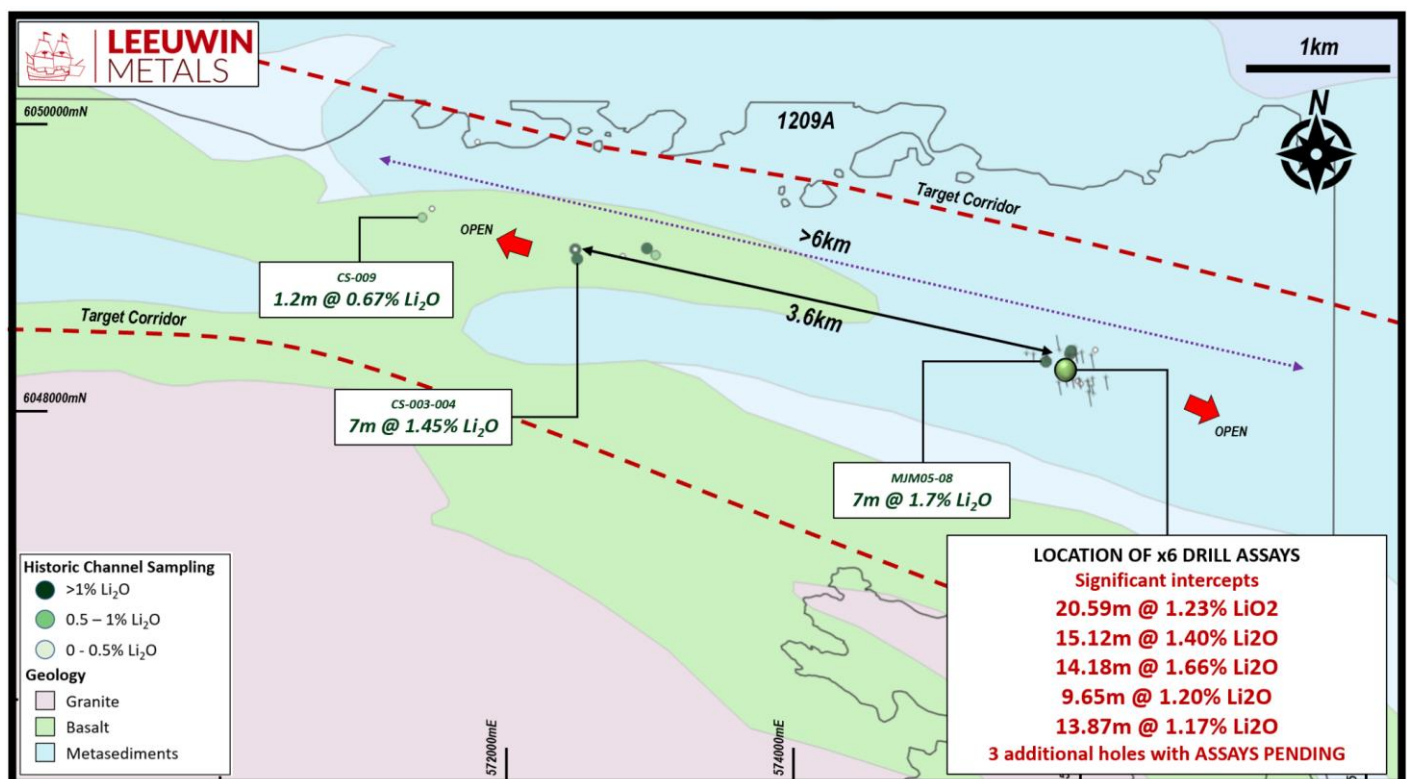 LEEUWIN
METALS
1km
6050000mN
1209A
N
Target Corridor
OPEN
>6km
CS-009
1.2m @ 0.67% Li₂O
3.6km
Target Corridor
6048000mN
CS-003-004
7m @ 1.45% Li₂O
OPEN
MJM05-08
7m @ 1.7% Li₂O
LOCATION OF x6 DRILL ASSAYS
Significant intercepts
20.59m @ 1.23% LiO2
15.12m @ 1.40% Li2O
14.18m @ 1.66% Li2O
9.65m @ 1.20% Li2O
13.87m @ 1.17% Li2O
3 additional holes with ASSAYS PENDING
Historic Channel Sampling
>1% Li₂O
0.5 – 1% Li₂O
0 - 0.5% Li₂O
Geology
Granite
Basalt
Metasediments
572000mE
574000mE